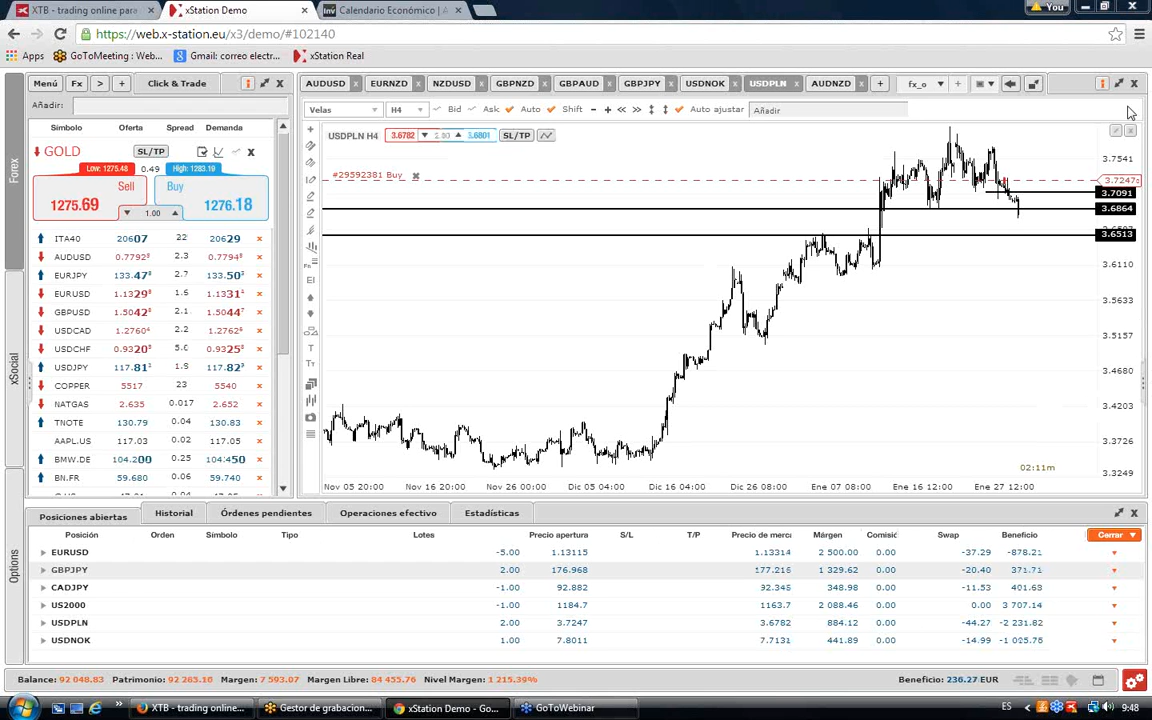 XTB - trading online para
xStation Demo
Calendario Económico | A
You
https://web.x-station.eu/x3/demo/#102140
Apps
GoToMeeting : Web...
Gmail: correo electr...
xStation Real
Menú
Fx
>
+
Click & Trade
AUDUSD
EURNZD
NZDUSD
GBPNZD
GBPAUD
GBPJPY
USDNOK
USDPLN
AUDNZD
+
fx_o
Añadir:
Velas
H4
Bid
Ask
Auto
Shift
Auto ajustar
Añadir
Símbolo Oferta Spread Demanda
GOLD SL/TP
Low: 1275.48 0.49 High: 1283.19
Sell Buy
1275.69 1.00 1276.18
ITA40 20607 22 20629
AUDUSD 0.7792 2.3 0.7794
EURJPY 133.47 2.5 133.50
EURUSD 1.1329 1.5 1.1331
GBPUSD 1.5042 2.1 1.5044
USDCAD 1.2760 2.2 1.2762
USDCHF 0.9320 5.0 0.9325
USDJPY 117.81 1.9 117.82
COPPER 5517 23 5540
NATGAS 2.635 0.017 2.652
TNOTE 130.79 0.04 130.83
AAPL.US 117.03 0.02 117.05
BMW.DE 104.200 0.25 104.450
BN.FR 59.680 0.06 59.740
Forex
xSocial
Options
USDPLN H4 3.6782 3.6801 SL/TP
#29592381 Buy
3.7541
3.7247
3.7091
3.6864
3.6513
3.6110
3.5633
3.5157
3.4680
3.4203
3.3726
3.3249
02:11m
Nov 05 20:00 Nov 16 20:00 Nov 26 00:00 Dic 05 04:00 Dic 16 04:00 Dic 26 08:00 Ene 07 08:00 Ene 16 12:00 Ene 27 12:00
Posiciones abiertas Historial Órdenes pendientes Operaciones efectivo Estadísticas
Posición Orden Símbolo Tipo Lotes Precio apertura S/L T/P Precio de merca Márgen Comisió Swap Beneficio Cerrar
EURUSD -5.00 1.13115 1.13314 2 500.00 0.00 -37.29 -878.21
GBPJPY 2.00 176.968 177.216 1 329.62 0.00 -20.40 371.71
CADJPY -1.00 92.882 92.345 348.98 0.00 -11.53 401.63
US2000 -1.00 1184.7 1163.7 2 088.46 0.00 0.00 3 707.14
USDPLN 2.00 3.7247 3.6782 884.12 0.00 -44.27 -2 231.82
USDNOK 1.00 7.8011 7.7131 441.89 0.00 -14.99
Balance: 92 048.83 Patrimonio: 92 263.16 Margen: 7 593.07 Margen Libre: 84 455.76 Nivel Margen: 1 215.39% Beneficio: 236.27 EUR
XTB - trading online...
Gestor de grabacion...
xStation Demo - Go...
GoToWebinar
ES
9:48